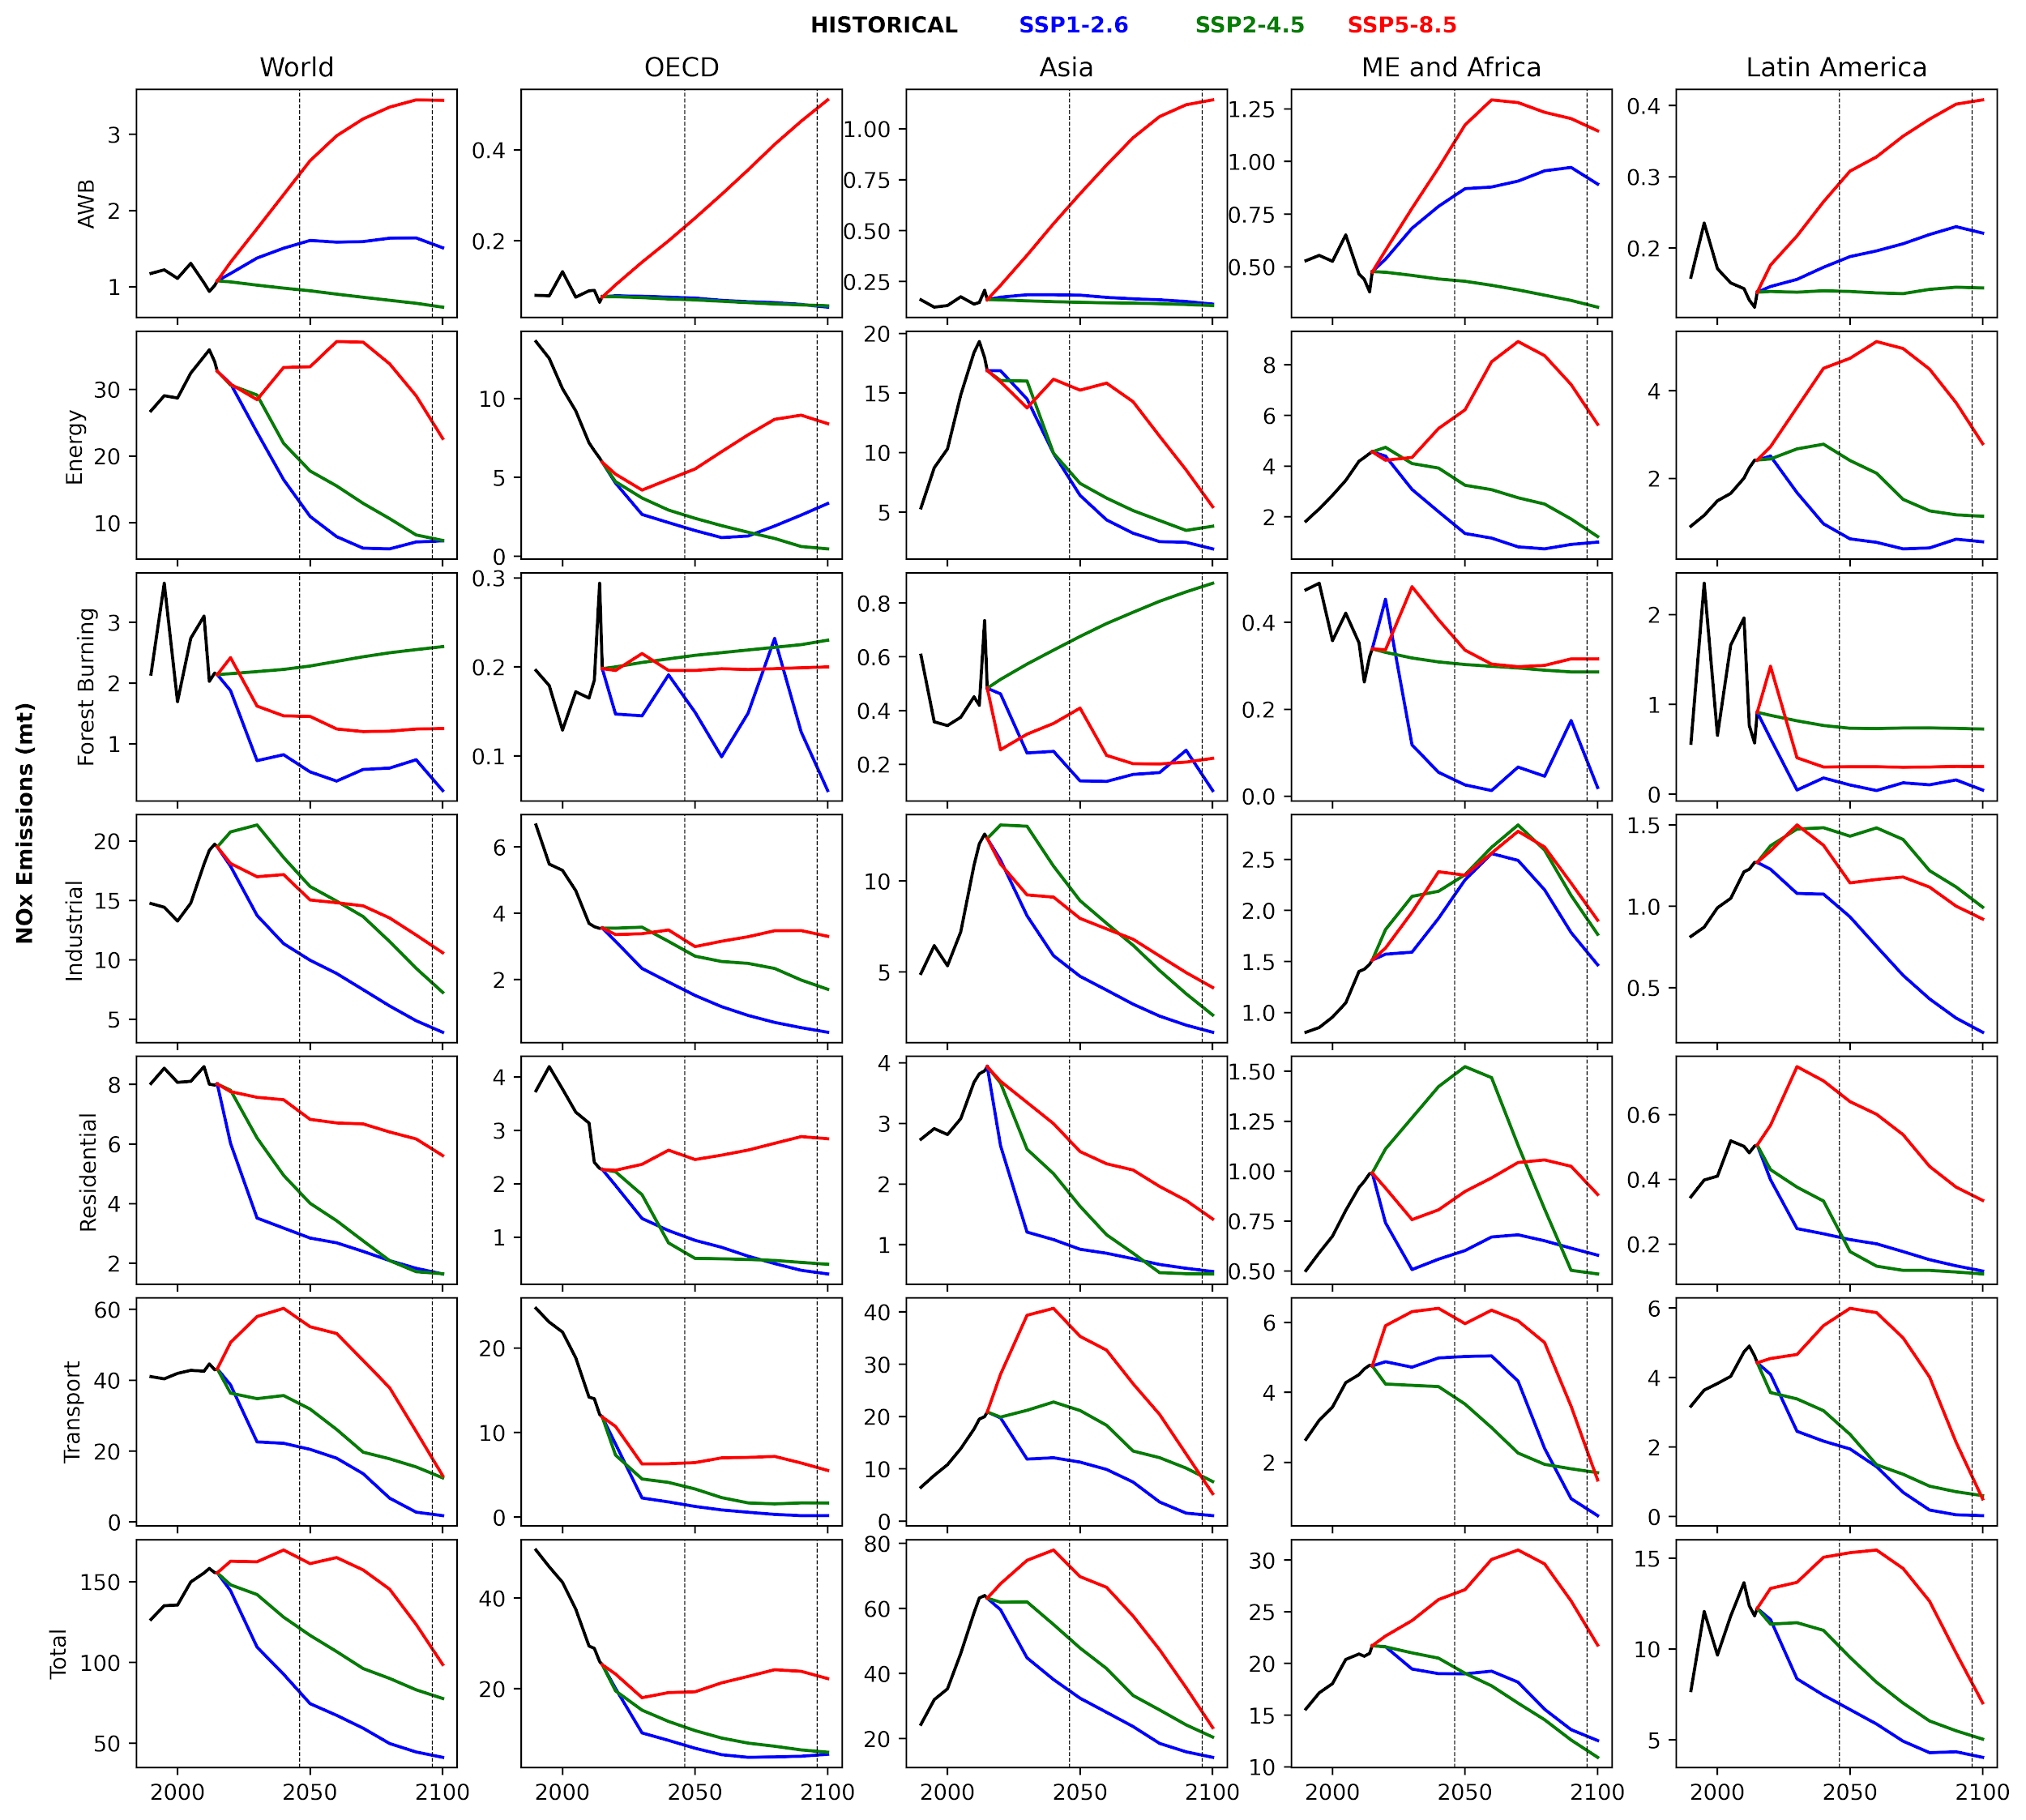 HISTORICAL SSP1-2.6 SSP2-4.5 SSP5-8.5
World OECD Asia ME and Africa Latin America
NOx Emissions (mt)
AWB
3 2 1
0.4 0.2
1.00 0.75 0.50 0.25
1.25 1.00 0.75 0.50
0.4 0.3 0.2
Energy
30 20 10
10 5 0
20 15 10 5
8 6 4 2
4 2
Forest Burning
3 2 1
0.3 0.2 0.1
0.8 0.6 0.4 0.2
0.4 0.2 0.0
2 1 0
Industrial
20 15 10 5
6 4 2
10 5
2.5 2.0 1.5 1.0
1.5 1.0 0.5
Residential
8 6 4 2
4 3 2 1
4 3 2 1
1.50 1.25 1.00 0.75 0.50
0.6 0.4 0.2
Transport
60 40 20 0
20 10 0
40 30 20 10 0
6 4 2
6 4 2 0
Total
150 100 50
40 20
80 60 40 20
30 25 20 15 10
15 10 5
2000 2050 2100 2000 2050 2100 2000 2050 2100 2000 2050 2100 2000 2050 2100